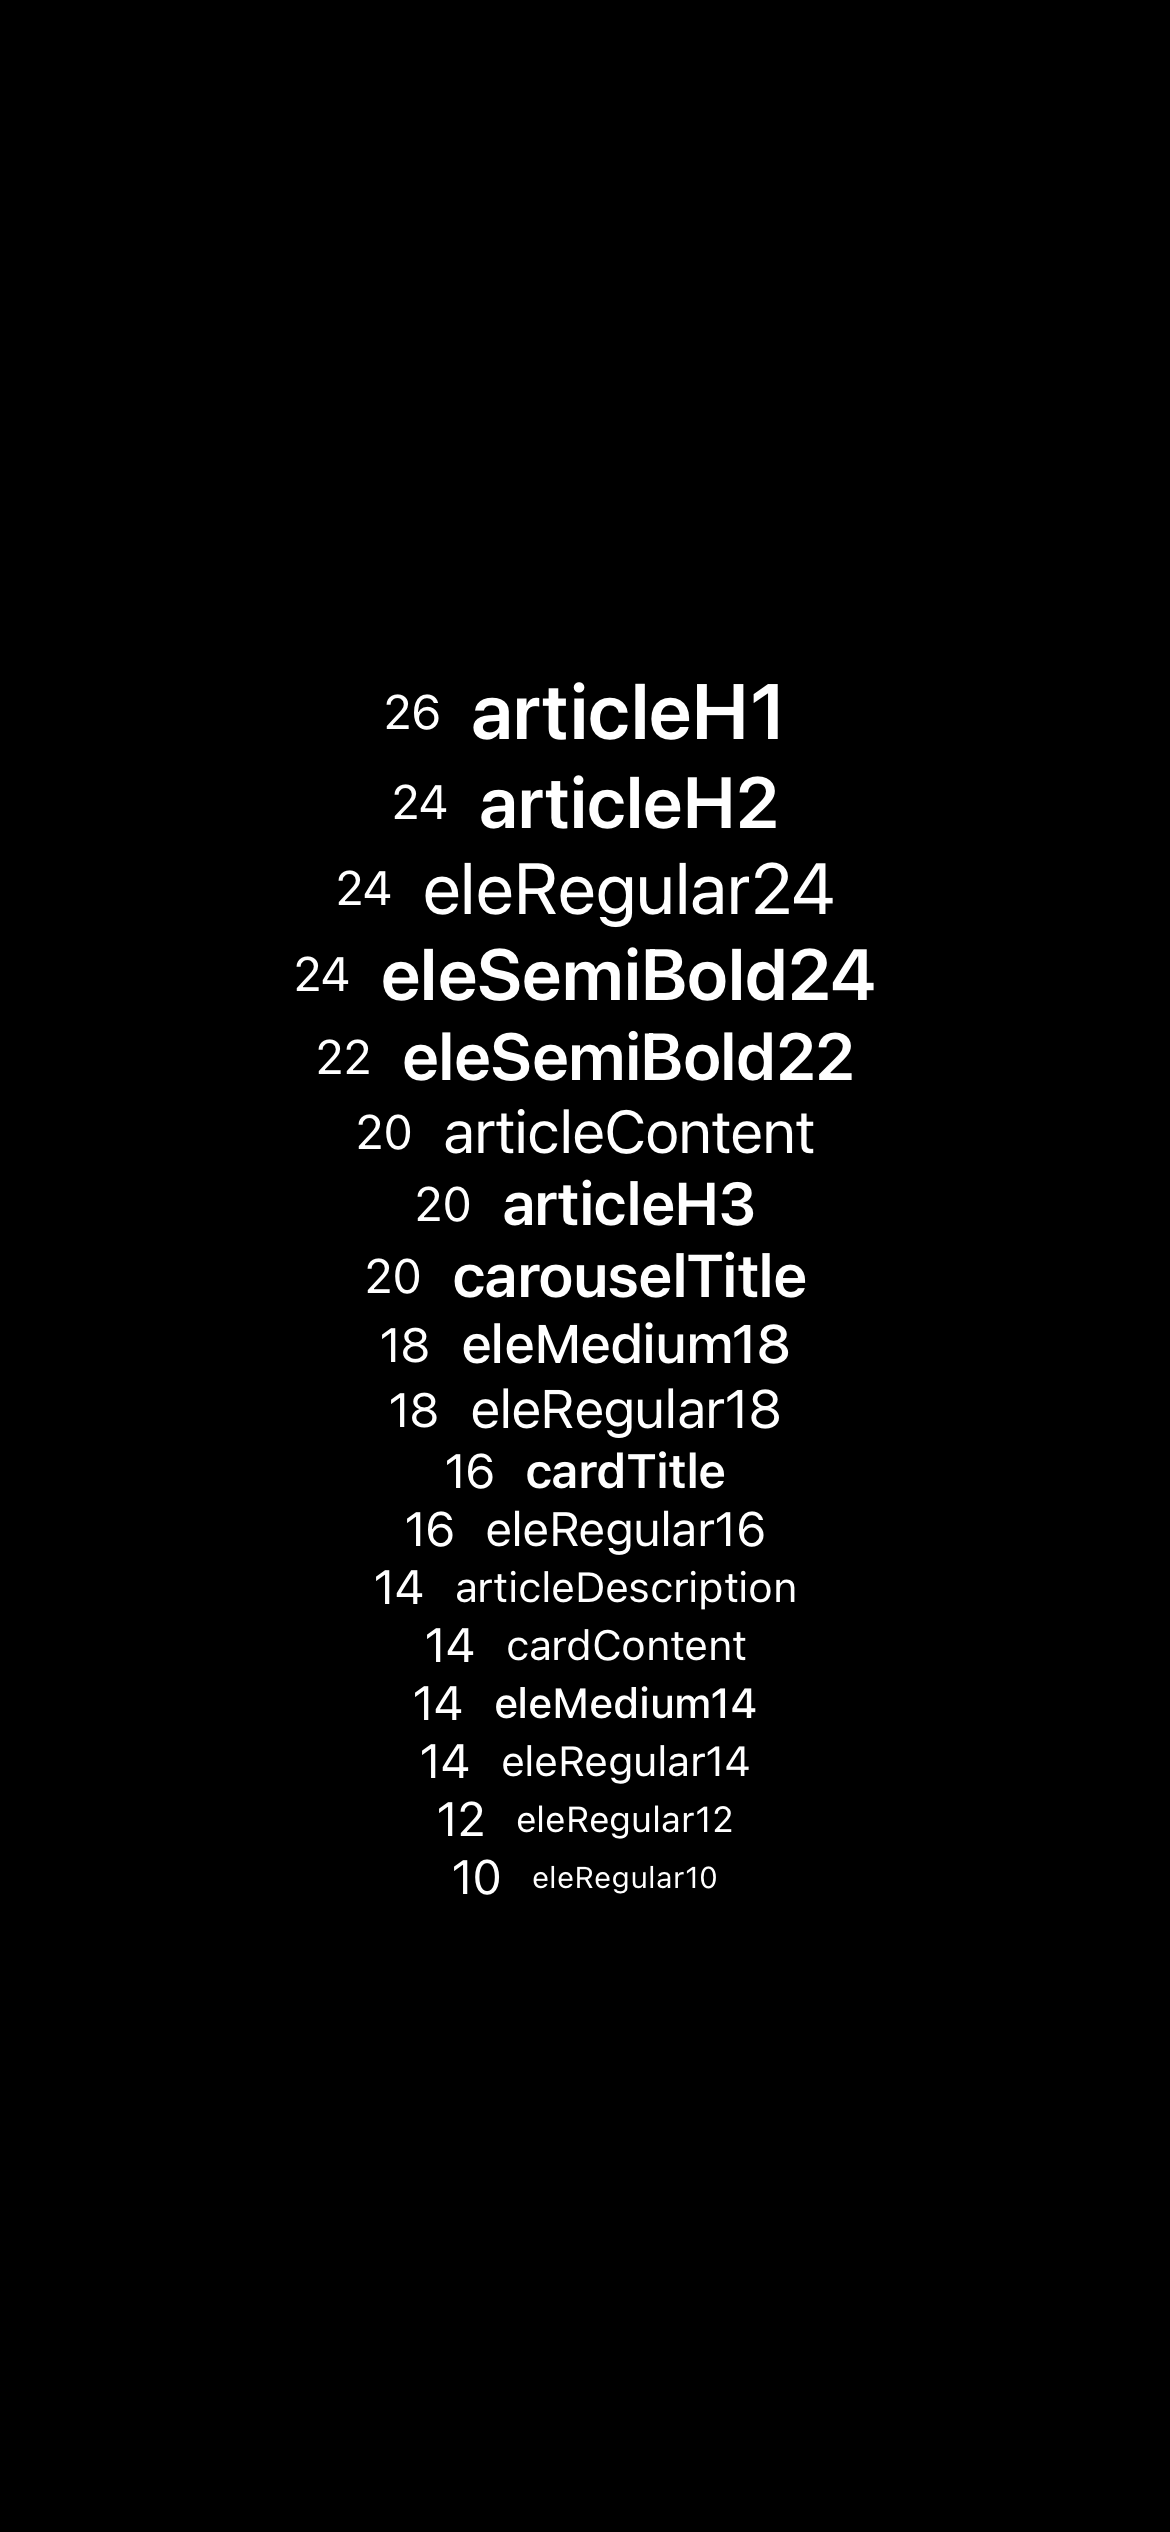 26 articleH1
24 articleH2
24 eleRegular24
24 eleSemiBold24
22 eleSemiBold22
20 articleContent
20 articleH3
20 carouselTitle
18 eleMedium18
18 eleRegular18
16 cardTitle
16 eleRegular16
14 articleDescription
14 cardContent
14 eleMedium14
14 eleRegular14
12 eleRegular12
10 eleRegular10